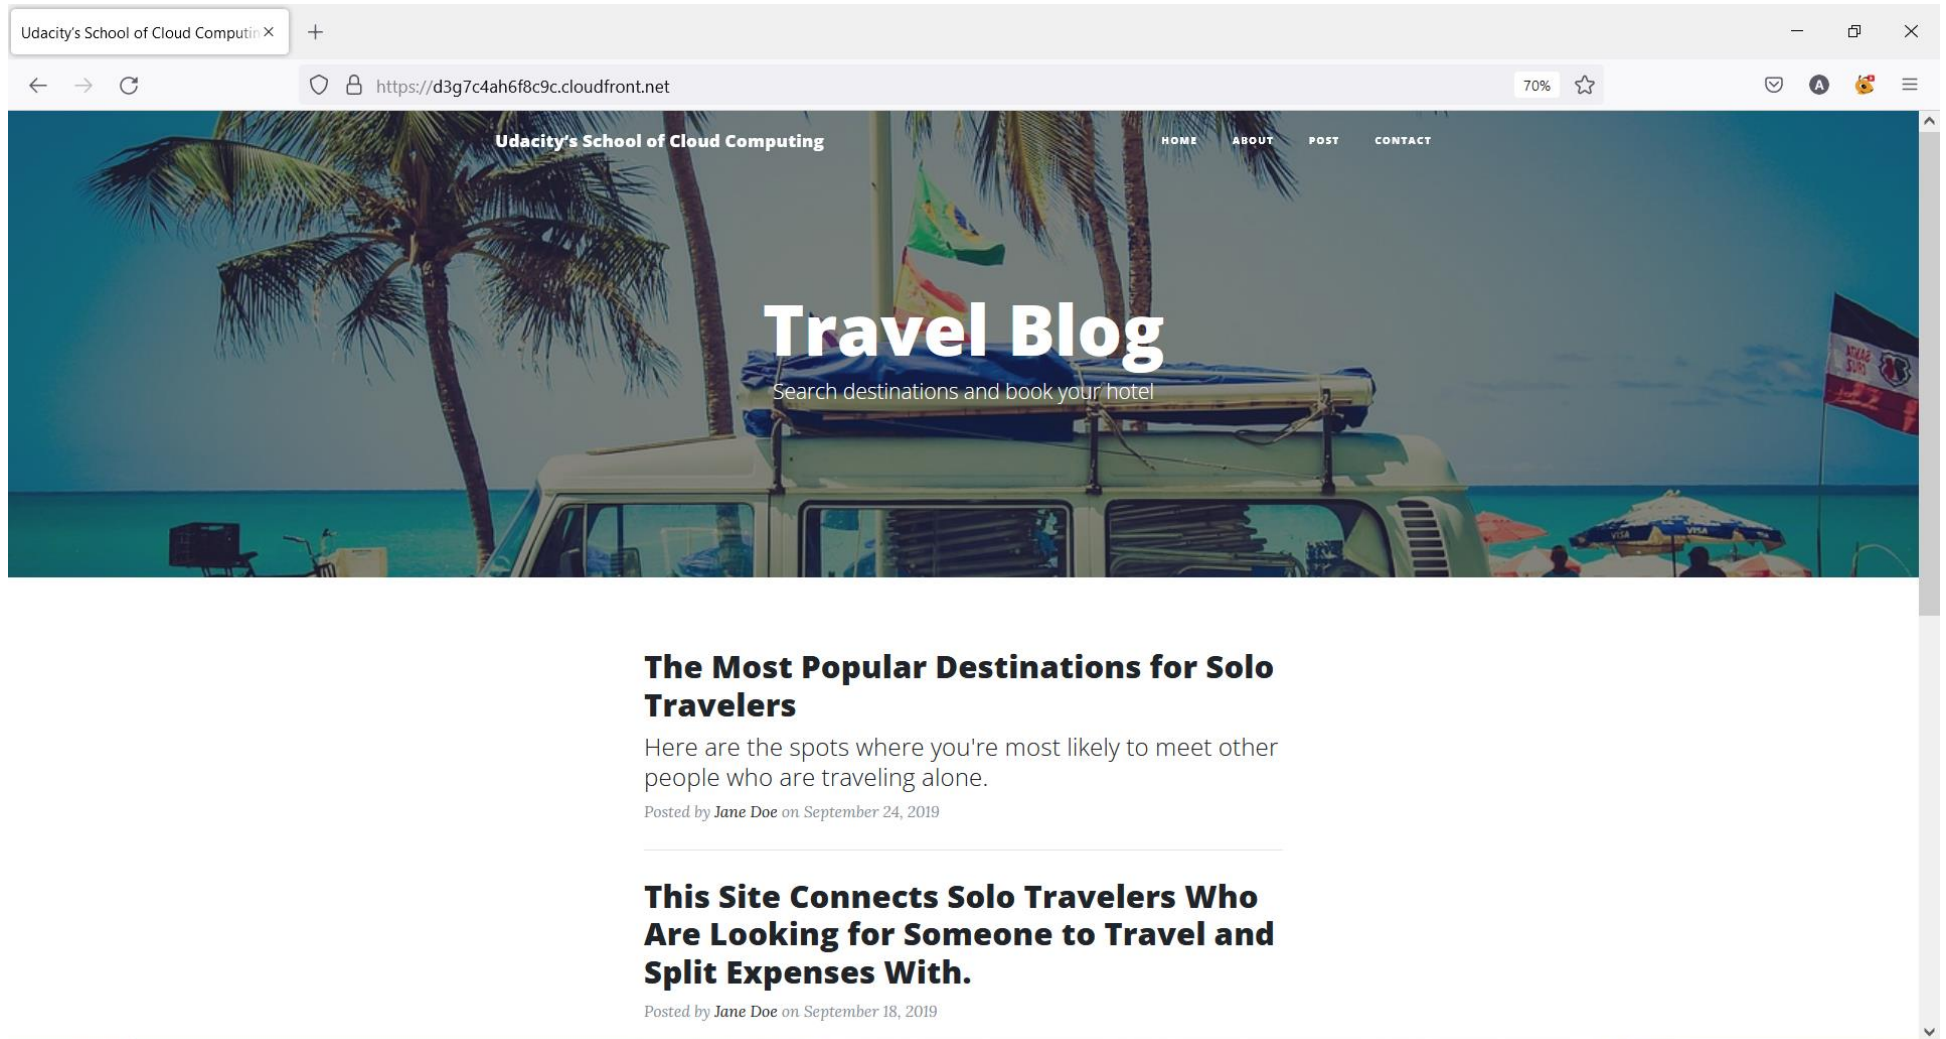 Udacity's School of Cloud Computin
https://d3g7c4ah6f8c9c.cloudfront.net
70%
A
Udacity's School of Cloud Computing
HOME ABOUT POST CONTACT
Travel Blog
Search destinations and book your hotel
VISA VISA
The Most Popular Destinations for Solo
Travelers
Here are the spots where you're most likely to meet other
people who are traveling alone.
Posted by Jane Doe on September 24, 2019
This Site Connects Solo Travelers Who
Are Looking for Someone to Travel and
Split Expenses With.
Posted by Jane Doe on September 18, 2019